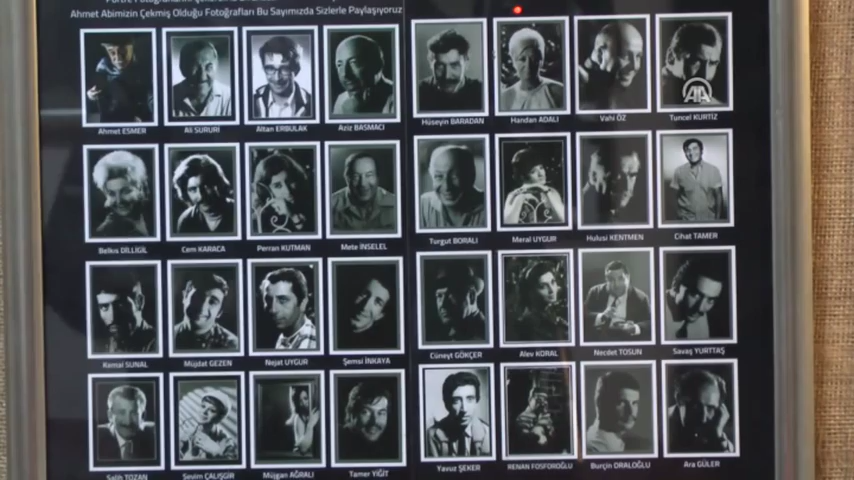 Ahmet Abimizin Çekmiş Olduğu Fotoğrafları Bu Sayımızda Sizlerle Paylaşıyoruz
AA
Ahmet ESMER
Ali SURURİ
Altan ERBULAK
Aziz BASMACI
Hüseyin BARADAN
Handan ADALI
Vahi ÖZ
Tuncel KURTİZ
Belkıs DİLLİGİL
Cem KARACA
Perran KUTMAN
Mete İNSELEL
Turgut BORALI
Meral UYGUR
Hulusi KENTMEN
Cihat TAMER
Kemal SUNAL
Müjdat GEZEN
Nejat UYGUR
Şemsi İNKAYA
Cüneyt GÖKÇER
Alev KORAL
Necdet TOSUN
Savaş YURTTAŞ
Salih TOZAN
Sevim ÇALIŞGİR
Müjgan AĞRALI
Tamer YİĞİT
Yavuz ŞEKER
RENAN FOSFOROĞLU
Burçin ORALOĞLU
Ara GÜLER